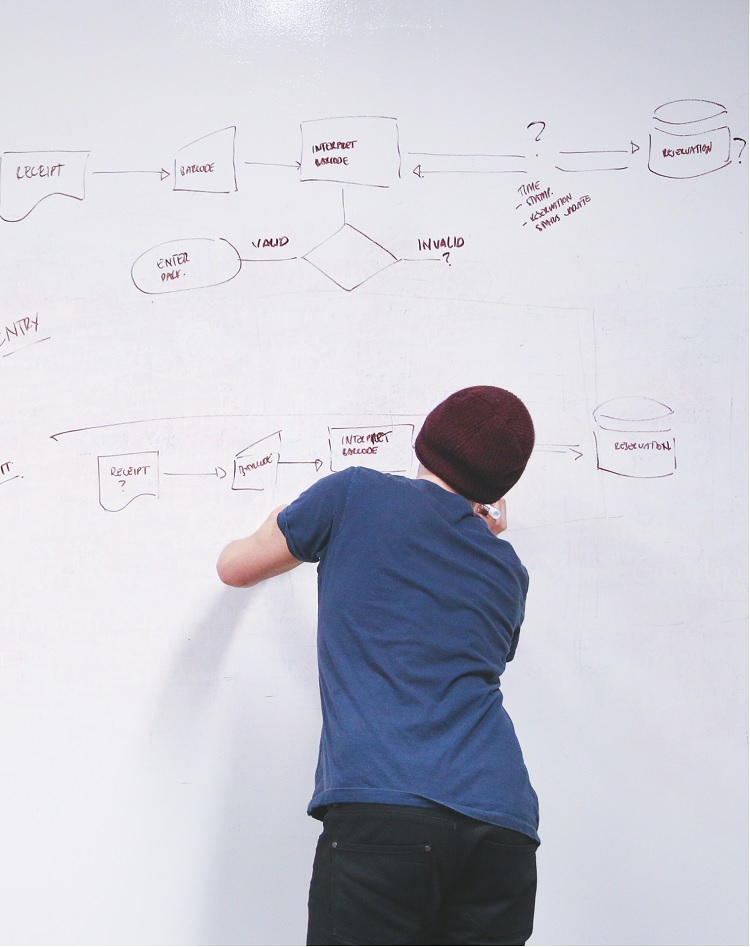 ?
RECEIPT
BARCODE
INTERPRET
BARCODE
RESERVATION
?
TIME
- STAMP.
- RESERVATION
STATUS UPDATE
VALID
INVALID
?
ENTER
PARK.
ENTRY
RECEIPT
?
BARCODE
INTERPRET
BARCODE
RESERVATION
IT.